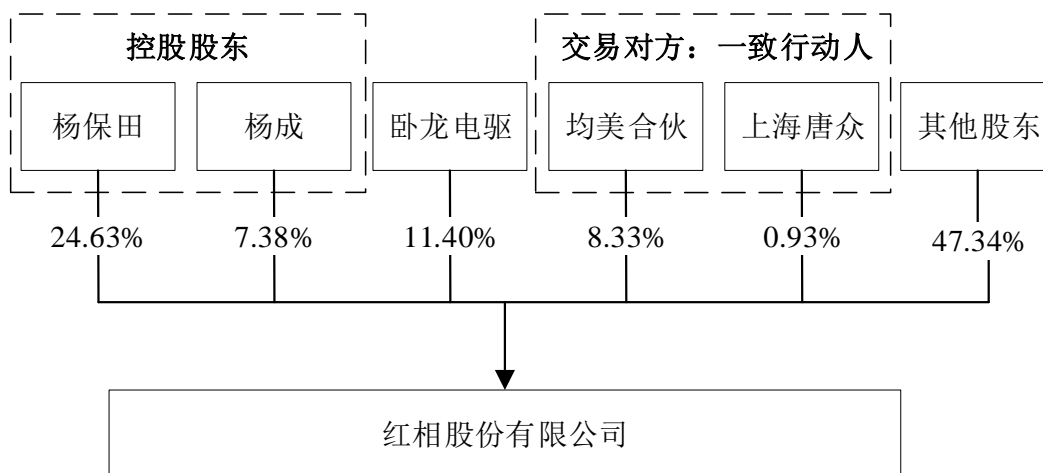 控股股东
交易对方：一致行动人
杨保田
杨成
卧龙电驱
均美合伙
上海唐众
其他股东
24.63%
7.38%
11.40%
8.33%
0.93%
47.34%
红相股份有限公司